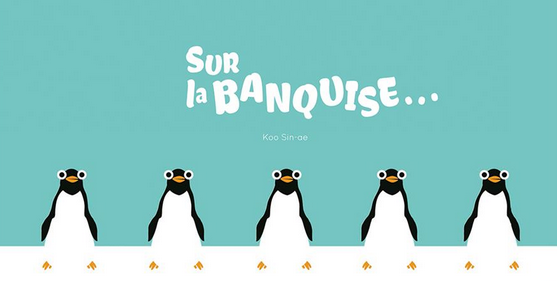 SUR
la BANQUISE...
Koo Sin-ae